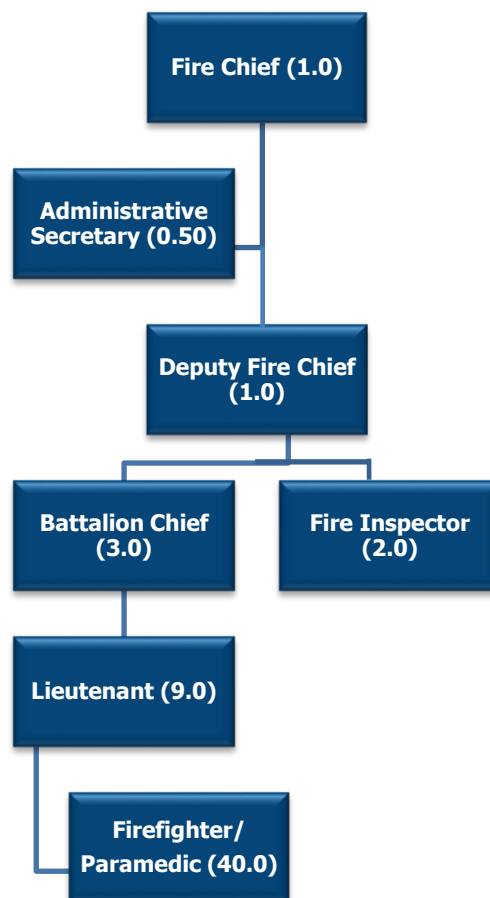 Fire Chief (1.0)
Administrative
Secretary (0.50)
Deputy Fire Chief
(1.0)
Battalion Chief
(3.0)
Fire Inspector
(2.0)
Lieutenant (9.0)
Firefighter/
Paramedic (40.0)